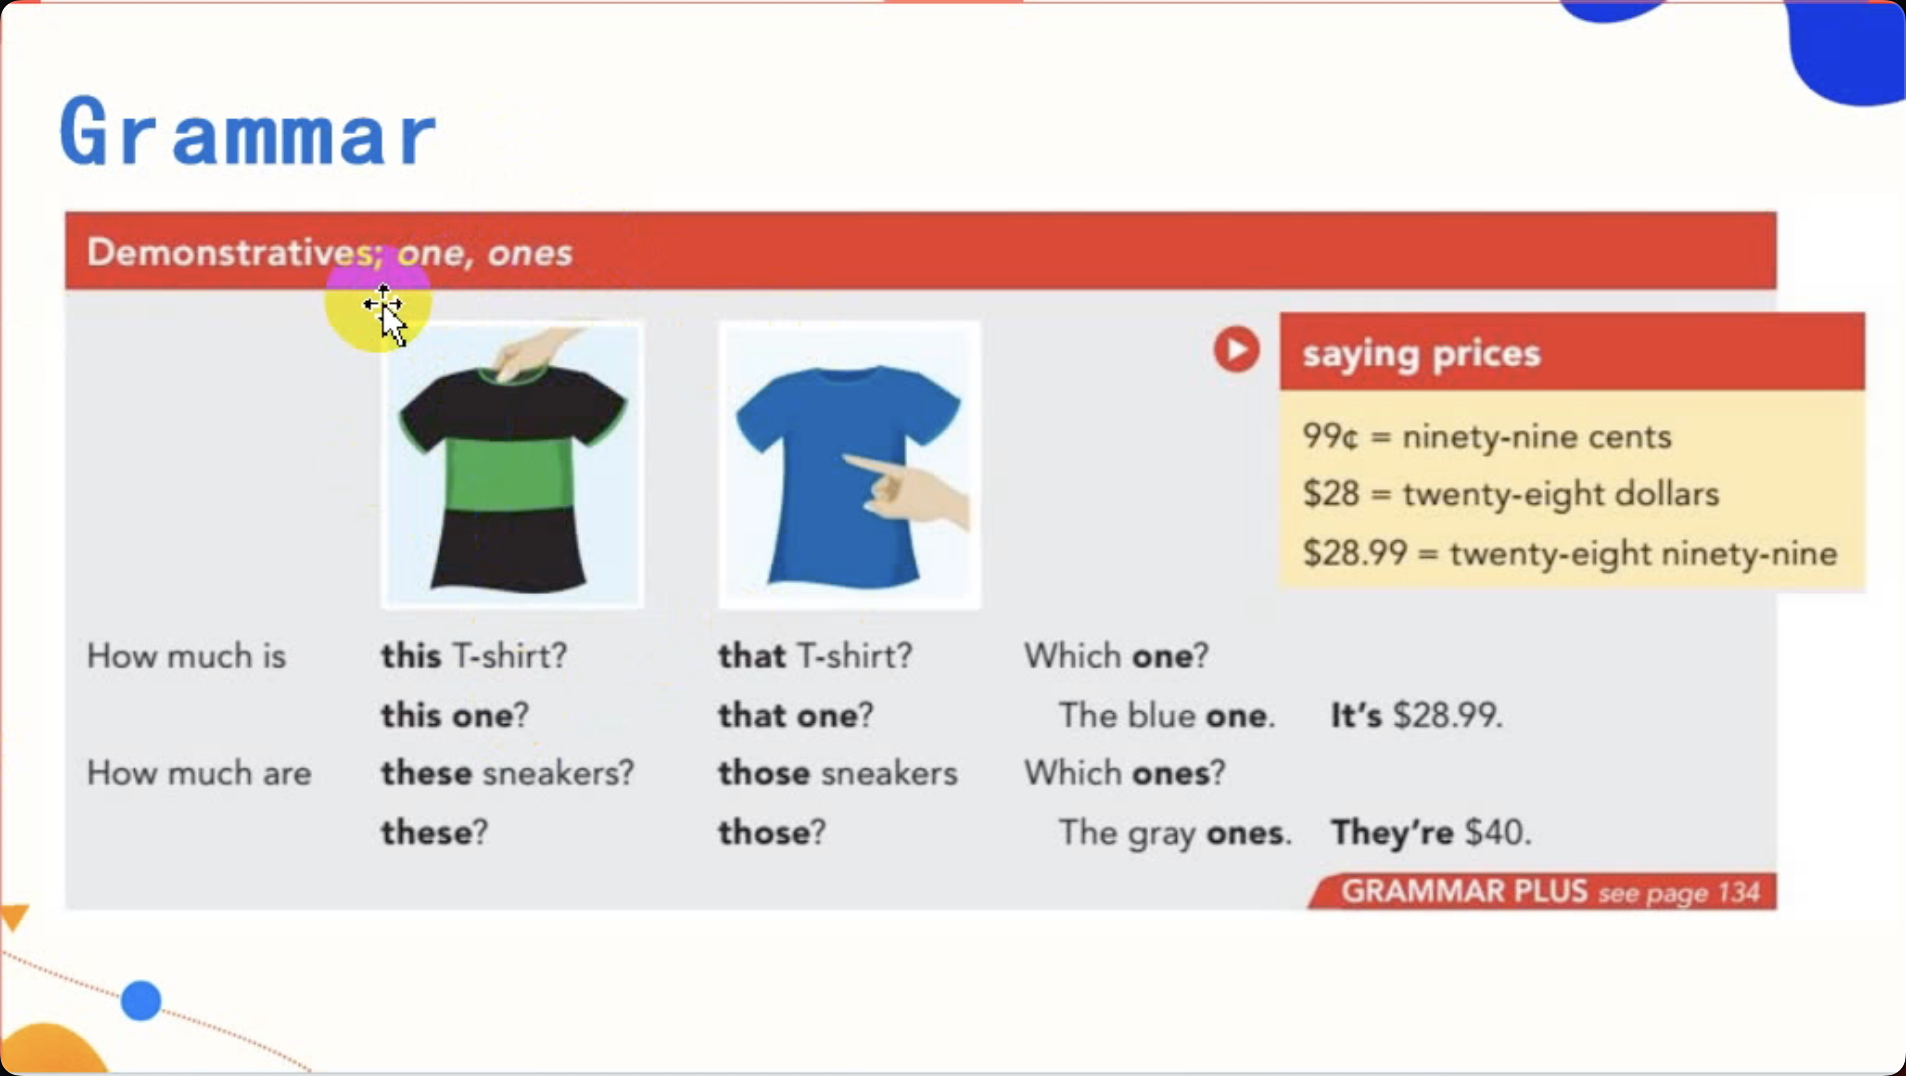 Grammar
Demonstratives; one, ones
saying prices
99¢ = ninety-nine cents
$28 = twenty-eight dollars
$28.99 = twenty-eight ninety-nine
How much is this T-shirt? that T-shirt? Which one?
this one? that one? The blue one. It's $28.99.
How much are these sneakers? those sneakers Which ones?
these? those? The gray ones. They're $40.
GRAMMAR PLUS see page 134